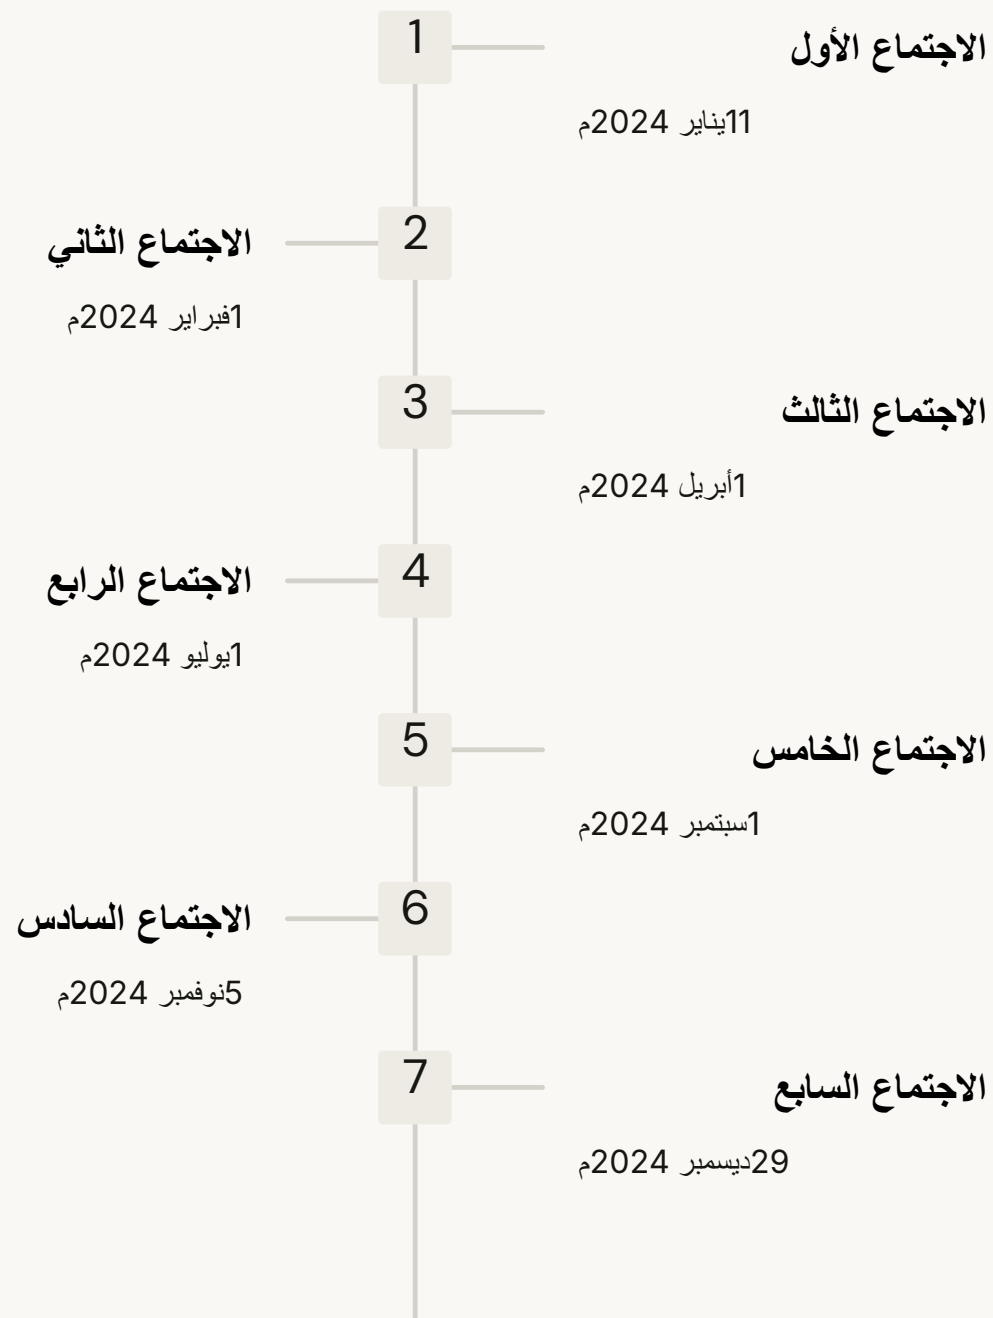 1
الاجتماع الأول
11يناير 2024م
2
الاجتماع الثاني
1فبراير 2024م
3
الاجتماع الثالث
1أبريل 2024م
4
الاجتماع الرابع
1يوليو 2024م
5
الاجتماع الخامس
1سبتمبر 2024م
6
الاجتماع السادس
5نوفمبر 2024م
7
الاجتماع السابع
29ديسمبر 2024م